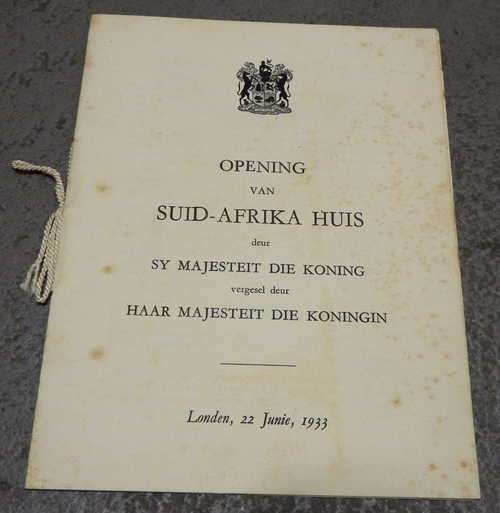 OPENING
VAN
SUID-AFRIKA HUIS
deur
SY MAJESTEIT DIE KONING
vergesel deur
HAAR MAJESTEIT DIE KONINGIN
Londen, 22 Junie, 1933